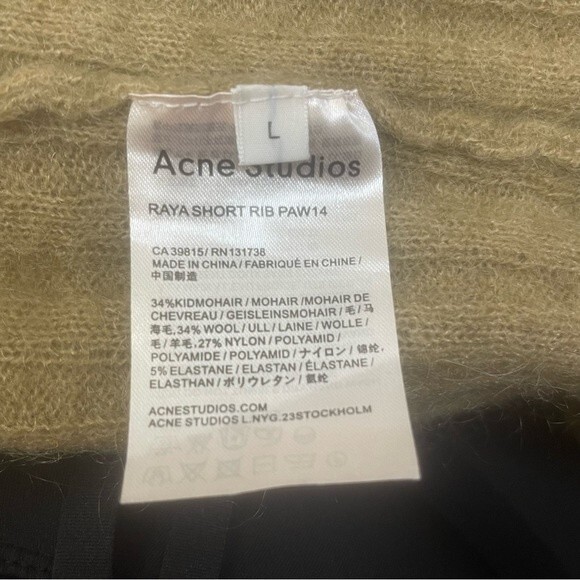 L
Acne Studios
RAYA SHORT RIB PAW14
CA 39815/ RN131738
MADE IN CHINA / FABRIQUÉ EN CHINE /
中国制造
34%KIDMOHAIR / MOHAIR /MOHAIR DE
CHEVREAU / GEISLEINSMOHAIR / 毛 / 马
海毛,34% WOOL / ULL / LAINE / WOLLE /
毛/ 羊毛,27% NYLON / POLYAMID /
POLYAMIDE / POLYAMID / ナイロン / 锦纶,
5% ELASTANE / ELASTAN / ÉLASTANE /
ELASTHAN / ポリウレタン / 氨纶
ACNESTUDIOS.COM
ACNE STUDIOS L.NYG.23STOCKHOLM